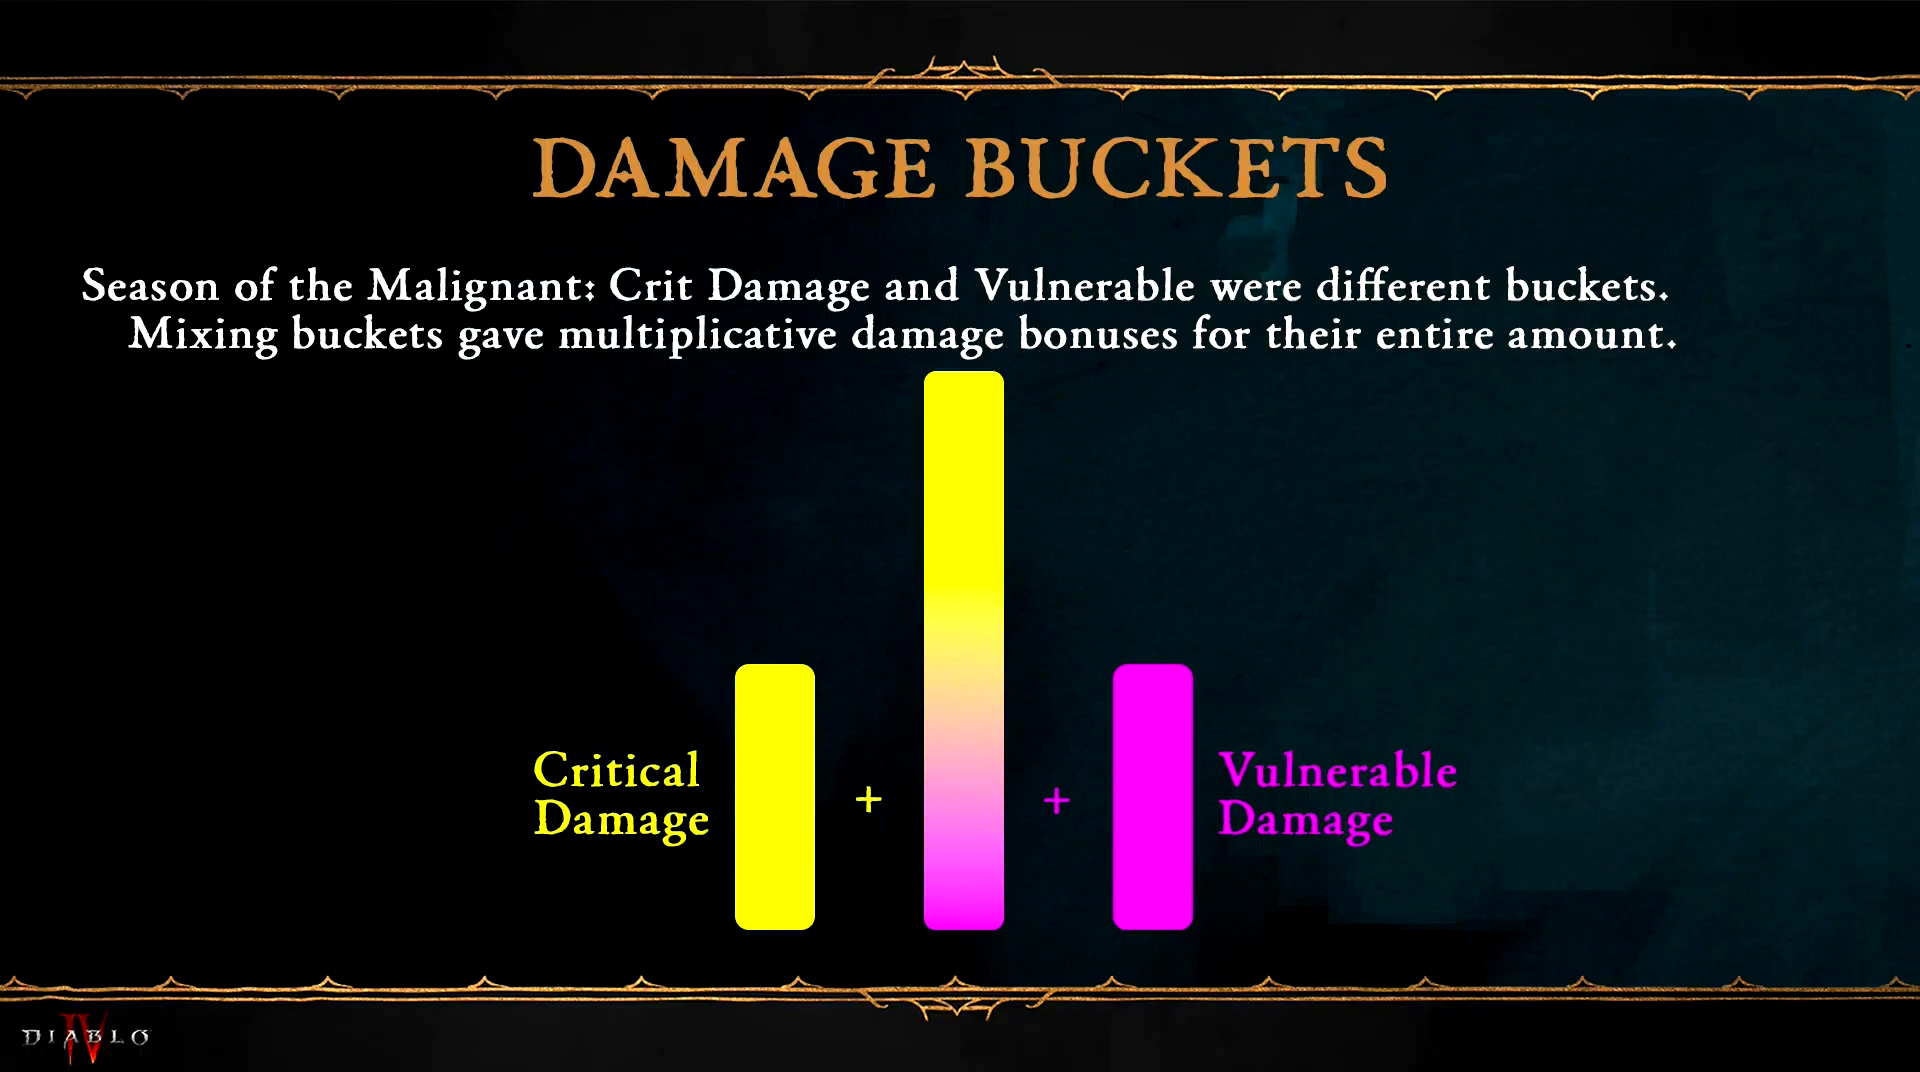 DAMAGE BUCKETS
Season of the Malignant: Crit Damage and Vulnerable were different buckets.
Mixing buckets gave multiplicative damage bonuses for their entire amount.
Critical
Damage
+
+
Vulnerable
Damage
DIABLO
IV